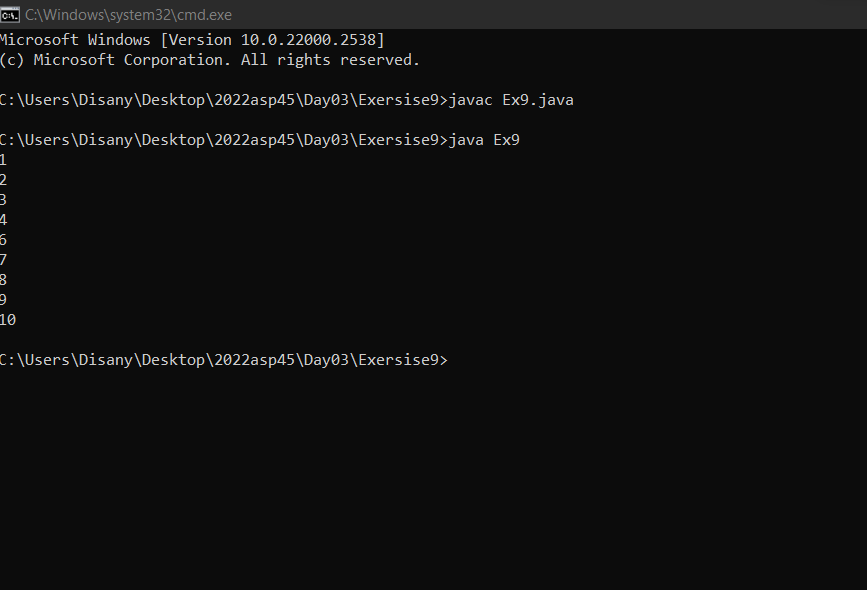 C:\Windows\system32\cmd.exe
Microsoft Windows [Version 10.0.22000.2538]
(c) Microsoft Corporation. All rights reserved.
C:\Users\Disany\Desktop\2022asp45\Day03\Exersise9>javac Ex9.java
C:\Users\Disany\Desktop\2022asp45\Day03\Exersise9>java Ex9
1
2
3
4
6
7
8
9
10
C:\Users\Disany\Desktop\2022asp45\Day03\Exersise9>